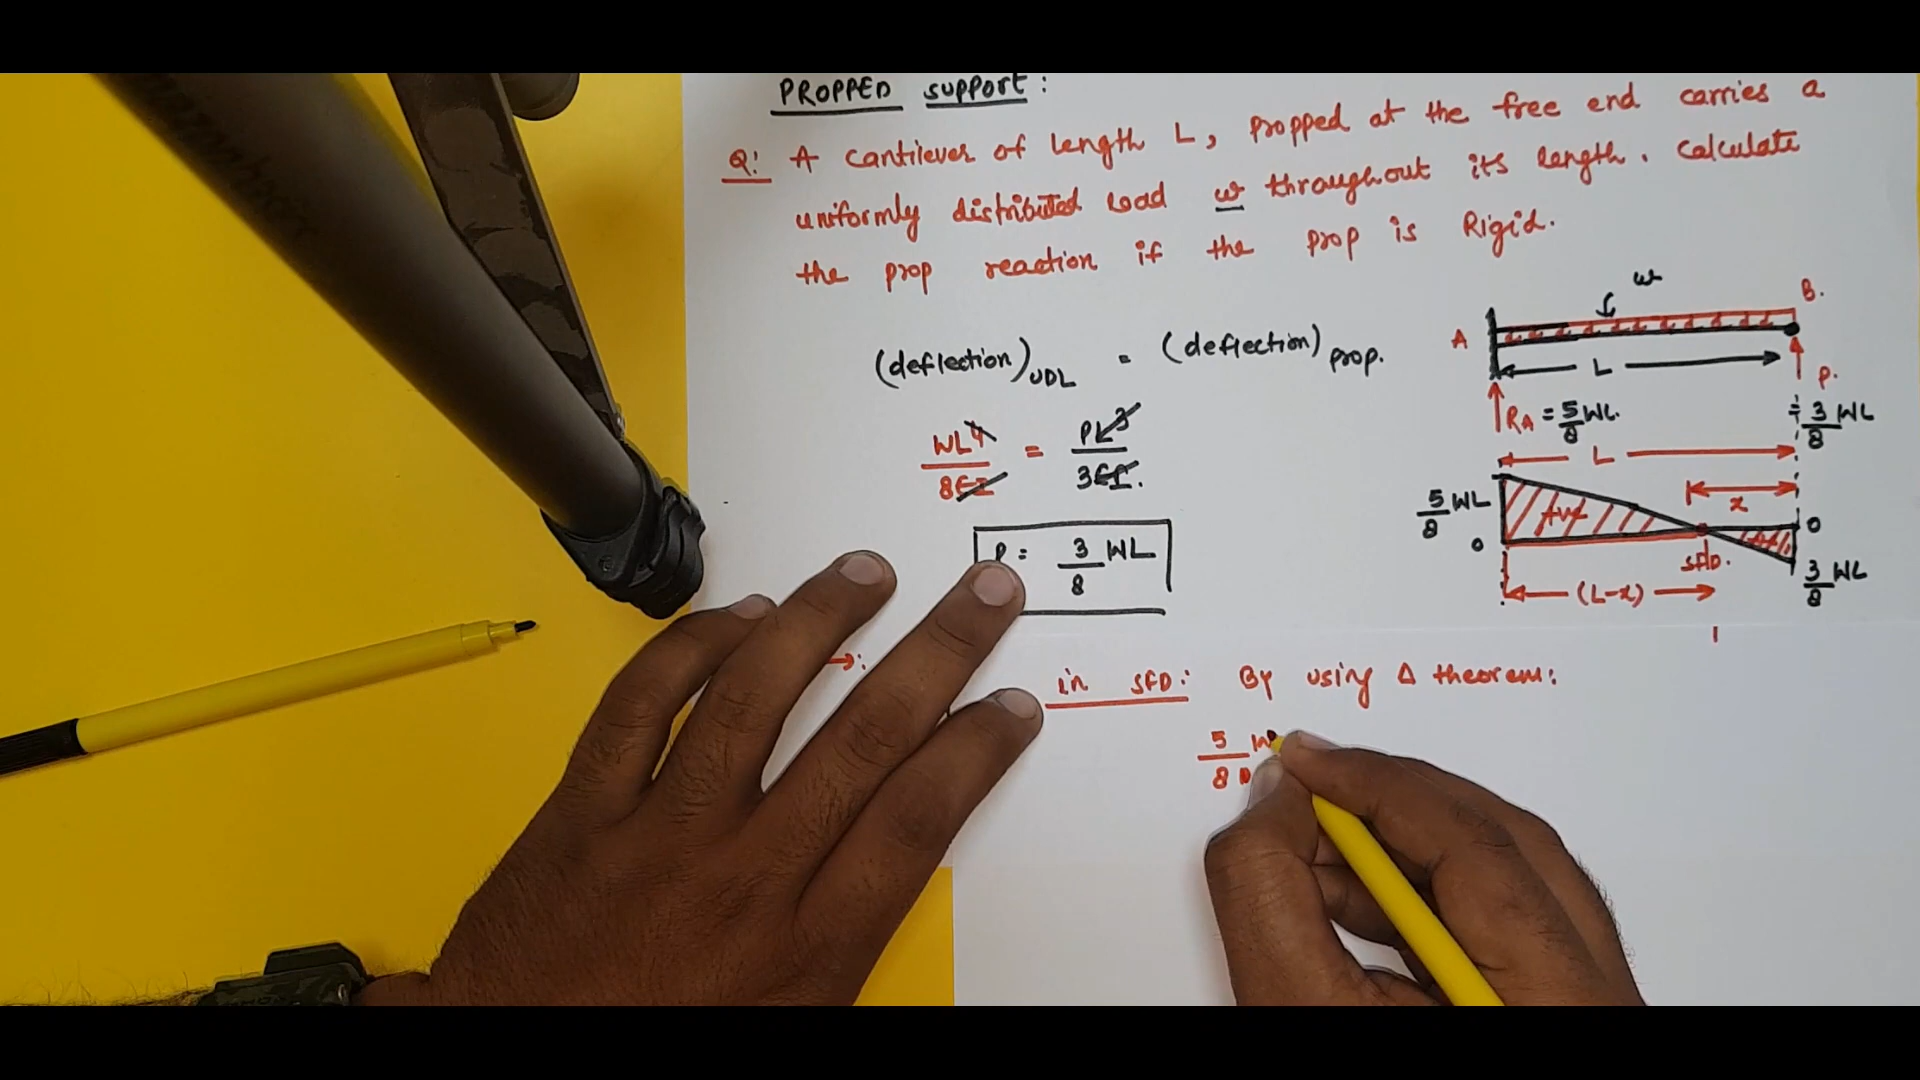 PROPPED Support:
Q: A cantilever of length L, propped at the free end carries a
uniformly distributed load w throughout its length. Calculate
the prop reaction if the prop is Rigid.
(deflection)UDL = (deflection)prop.
WL4/8EI = PL3/3EI.
P = 3/8 WL
w
A
B.
L
P.
RA = 5/8 WL.
= 3/8 WL
L
x
5/8 WL
+ve
0
0
SFD.
3/8 WL
(L-x)
→: in SFD: By using Δ theorem:
5/8 W